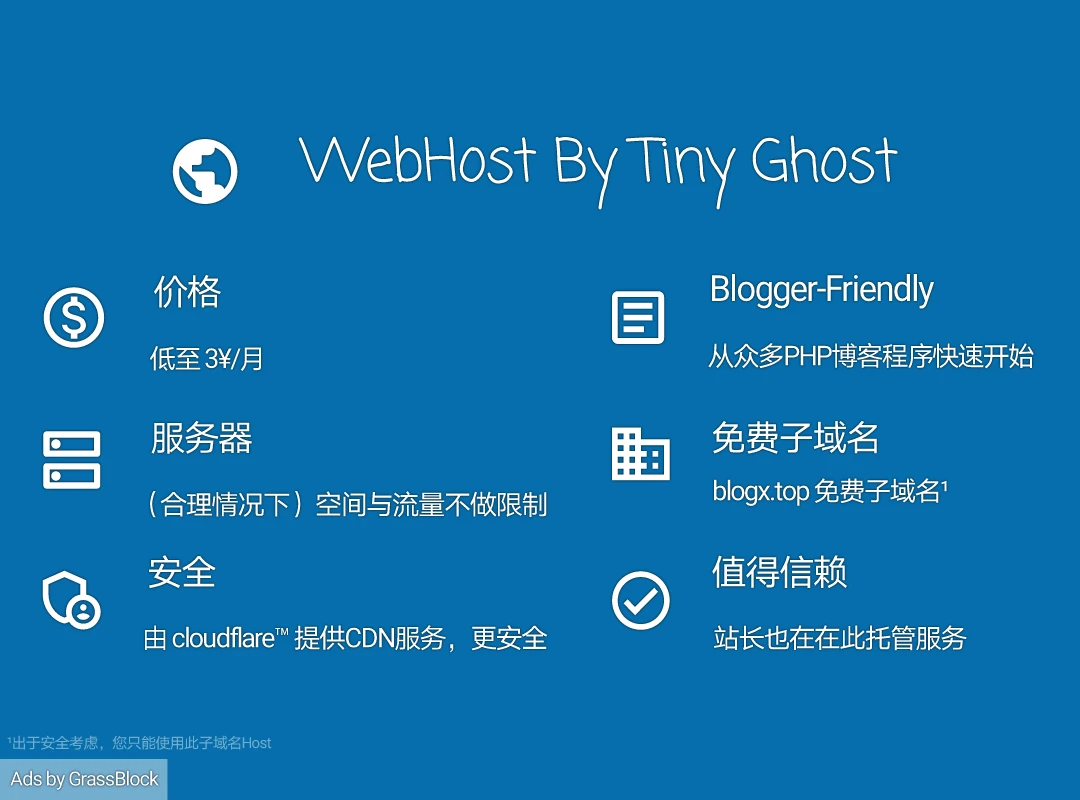 WebHost By Tiny Ghost
价格
低至 3¥/月
Blogger-Friendly
从众多PHP博客程序快速开始
服务器
（合理情况下）空间与流量不做限制
免费子域名
blogx.top 免费子域名¹
安全
由 cloudflare™ 提供CDN服务，更安全
值得信赖
站长也在在此托管服务
¹出于安全考虑，您只能使用此子域名Host
Ads by GrassBlock